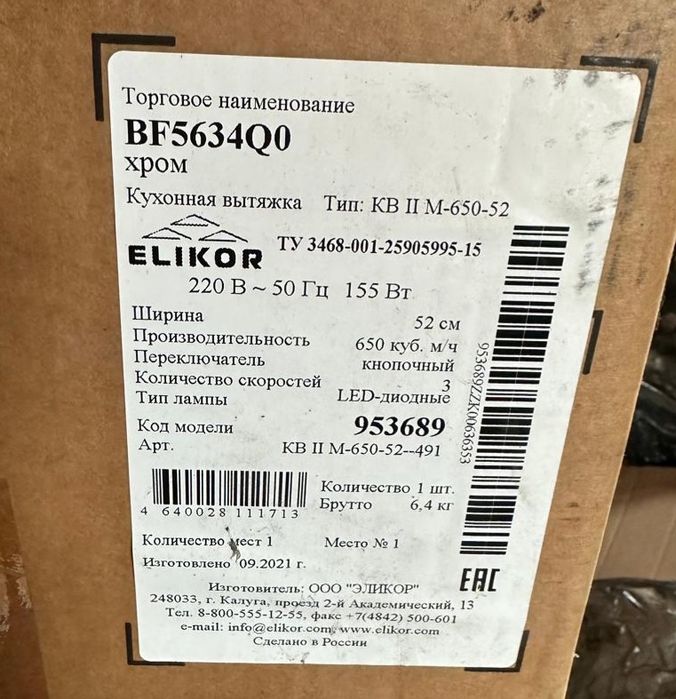 Торговое наименование
BF5634Q0
хром
Кухонная вытяжка Тип: КВ II М-650-52
ELIKOR ТУ 3468-001-25905995-15
220 В ~ 50 Гц 155 Вт
Ширина 52 см
Производительность 650 куб. м/ч
Переключатель кнопочный
Количество скоростей 3
Тип лампы LED-диодные
Код модели 953689
Арт. КВ II М-650-52--491
953689ZZK00636353
4 640028 111713
Количество 1 шт.
Брутто 6,4 кг
Количество мест 1 Место № 1
Изготовлено 09.2021 г.
EAC
Изготовитель: ООО "ЭЛИКОР"
248033, г. Калуга, проезд 2-й Академический, 13
Тел. 8-800-555-12-55, факс +7(4842) 500-601
e-mail: info@elikor.com, www.elikor.com
Сделано в России